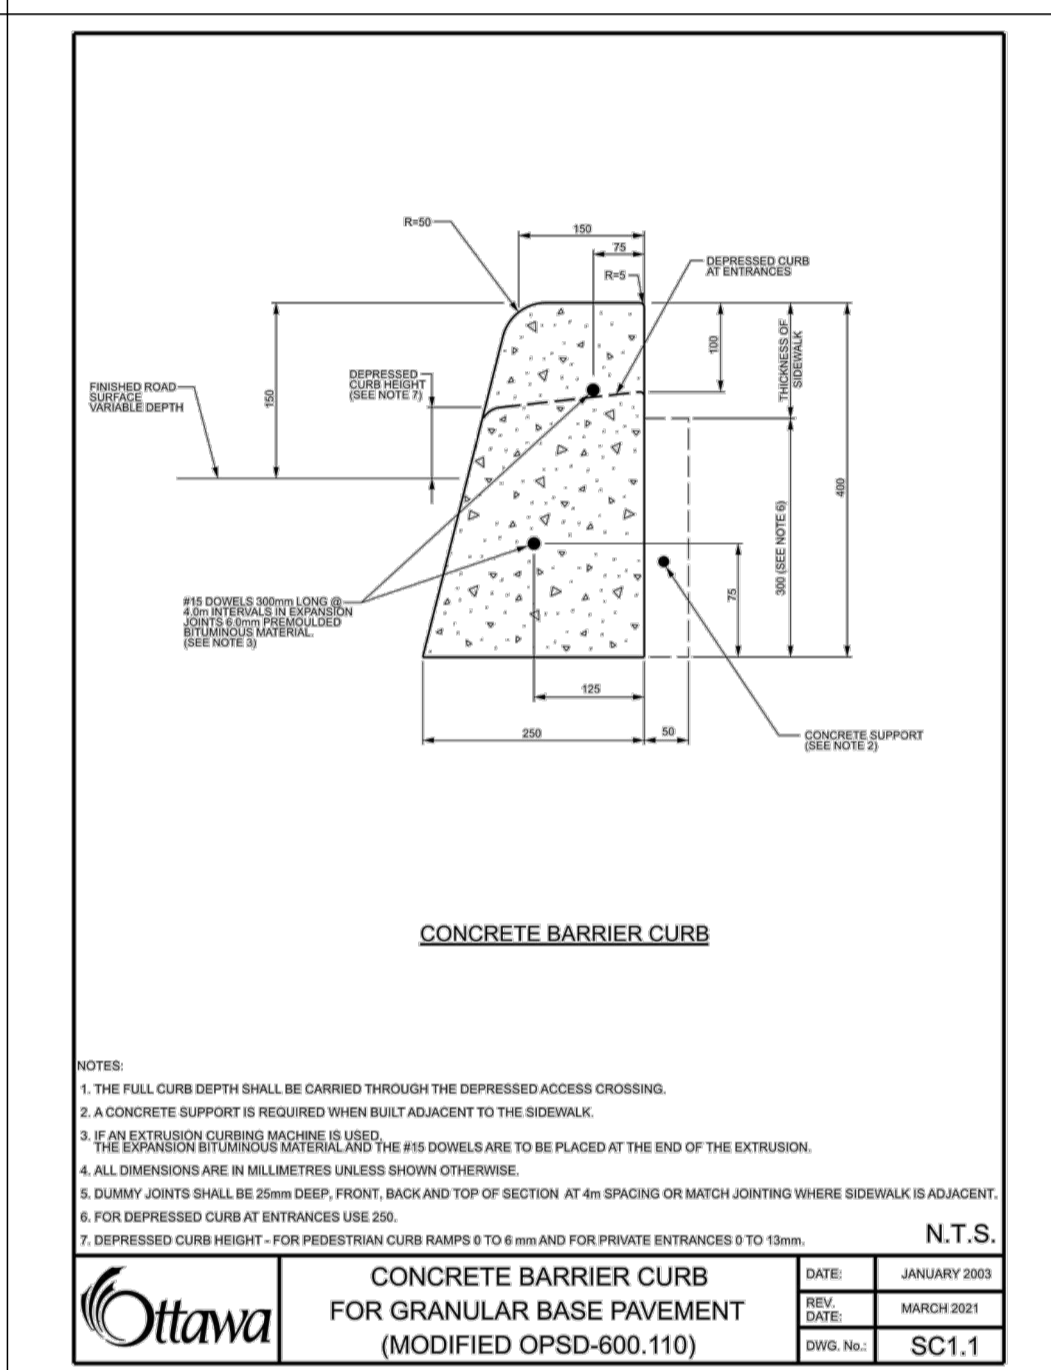 R=50
150
75
R=5
DEPRESSED CURB
AT ENTRANCES
100
THICKNESS OF
SIDEWALK
DEPRESSED
CURB HEIGHT
(SEE NOTE 7)
FINISHED ROAD
SURFACE
VARIABLE DEPTH
150
400
300 (SEE NOTE 6)
75
#15 DOWELS 300mm LONG @
4.0m INTERVALS IN EXPANSION
JOINTS 6.0mm PREMOULDED
BITUMINOUS MATERIAL.
(SEE NOTE 3)
125
250
50
CONCRETE SUPPORT
(SEE NOTE 2)
CONCRETE BARRIER CURB
NOTES:
1. THE FULL CURB DEPTH SHALL BE CARRIED THROUGH THE DEPRESSED ACCESS CROSSING.
2. A CONCRETE SUPPORT IS REQUIRED WHEN BUILT ADJACENT TO THE SIDEWALK.
3. IF AN EXTRUSION CURBING MACHINE IS USED,
THE EXPANSION BITUMINOUS MATERIAL AND THE #15 DOWELS ARE TO BE PLACED AT THE END OF THE EXTRUSION.
4. ALL DIMENSIONS ARE IN MILLIMETRES UNLESS SHOWN OTHERWISE.
5. DUMMY JOINTS SHALL BE 25mm DEEP, FRONT, BACK AND TOP OF SECTION AT 4m SPACING OR MATCH JOINTING WHERE SIDEWALK IS ADJACENT.
6. FOR DEPRESSED CURB AT ENTRANCES USE 250.
7. DEPRESSED CURB HEIGHT - FOR PEDESTRIAN CURB RAMPS 0 TO 6 mm AND FOR PRIVATE ENTRANCES 0 TO 13mm.
N.T.S.
Ottawa
CONCRETE BARRIER CURB
FOR GRANULAR BASE PAVEMENT
(MODIFIED OPSD-600.110)
DATE: JANUARY 2003
REV.
DATE: MARCH 2021
DWG. No.: SC1.1